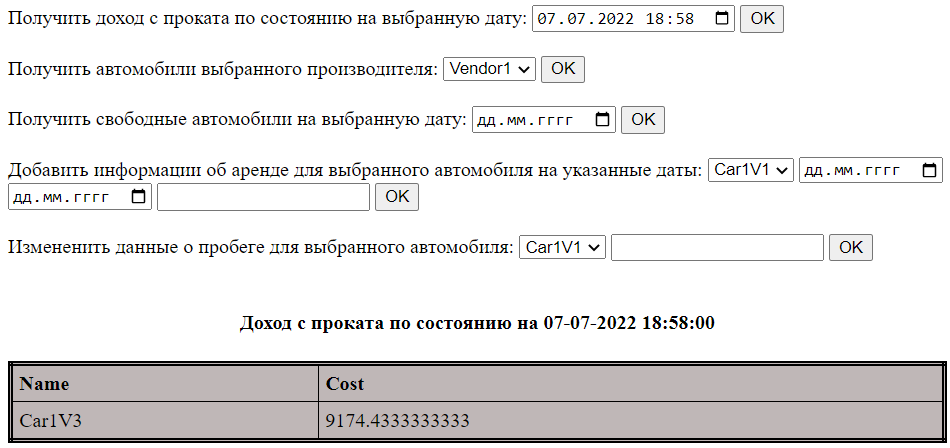 Получить доход с проката по состоянию на выбранную дату: 07.07.2022 18:58 OK
Получить автомобили выбранного производителя: Vendor1 OK
Получить свободные автомобили на выбранную дату: дд.мм.гггг OK
Добавить информации об аренде для выбранного автомобиля на указанные даты: Car1V1 дд.мм.гггг
дд.мм.гггг OK
Измененить данные о пробеге для выбранного автомобиля: Car1V1 OK
Доход с проката по состоянию на 07-07-2022 18:58:00
Name Cost
Car1V3 9174.4333333333